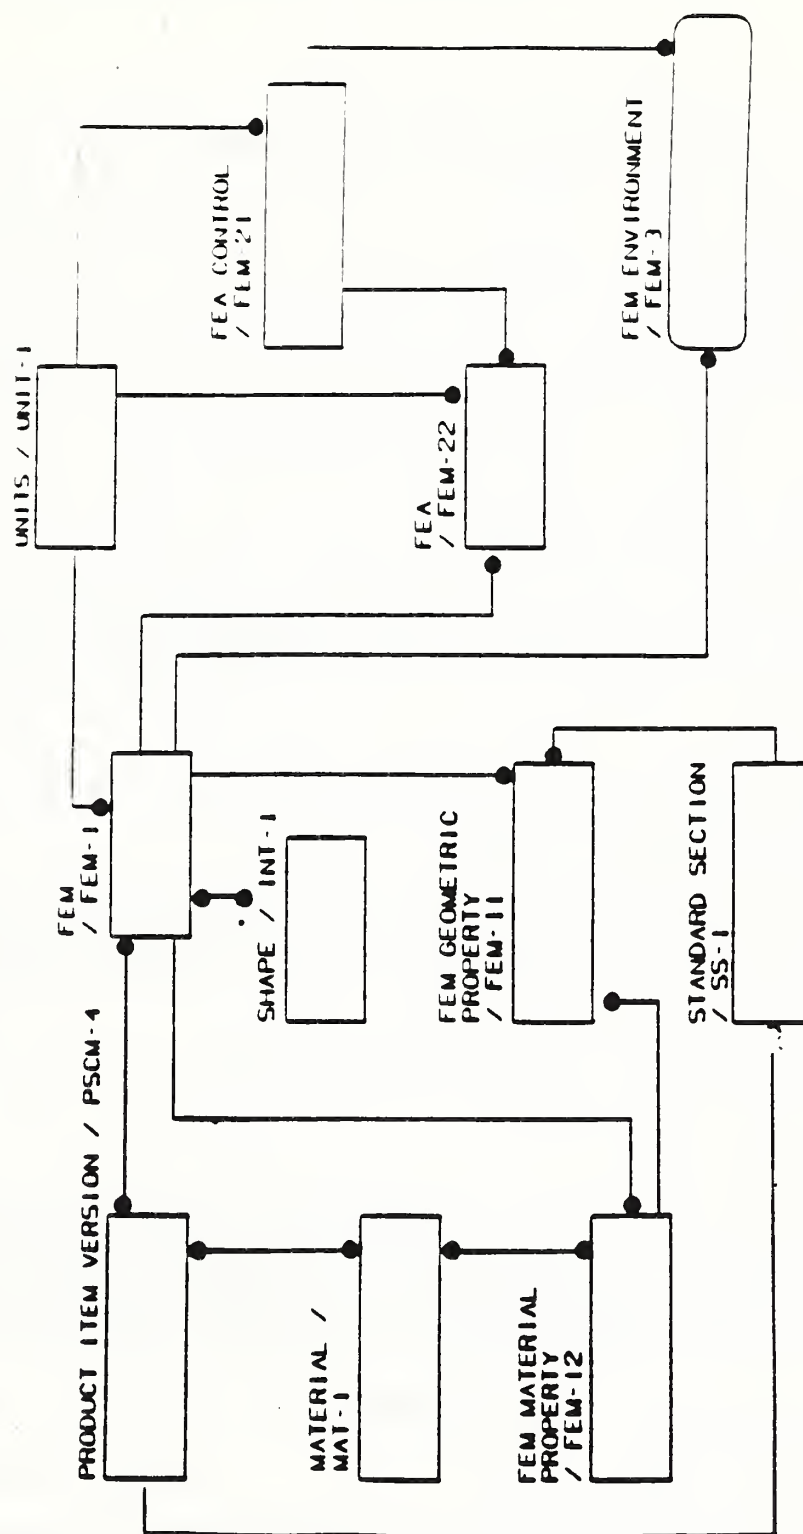 PRODUCT ITEM VERSION / PSCM-4
FEM
/ FEM-1
UNITS / UNIT-1
FEA CONTROL
/ FEM-21
MATERIAL /
MAT-1
SHAPE / INT-1
FEA
/ FEM-22
FEM MATERIAL
PROPERTY
/ FEM-12
FEM GEOMETRIC
PROPERTY
/ FEM-11
FEM ENVIRONMENT
/ FEM-3
STANDARD SECTION
/ SS-1